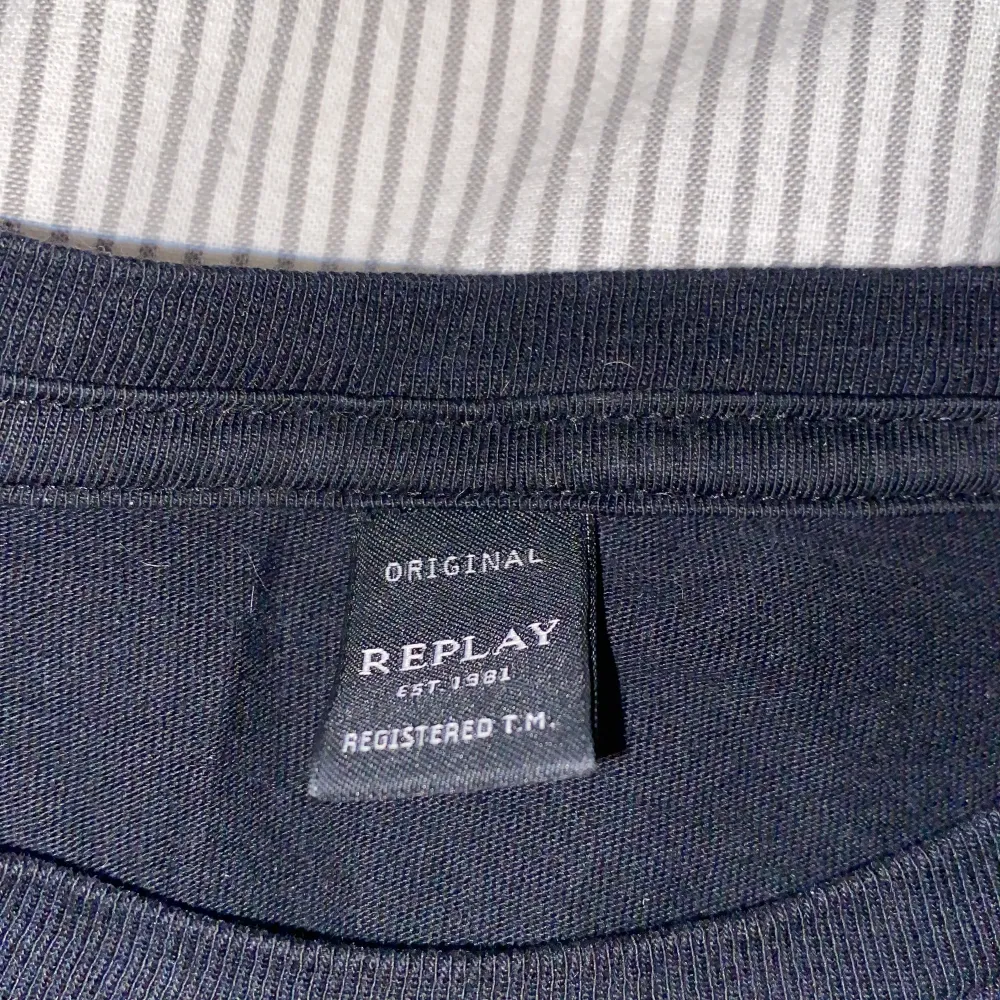 ORIGINAL
REPLAY
EST.1981
REGISTERED T.M.